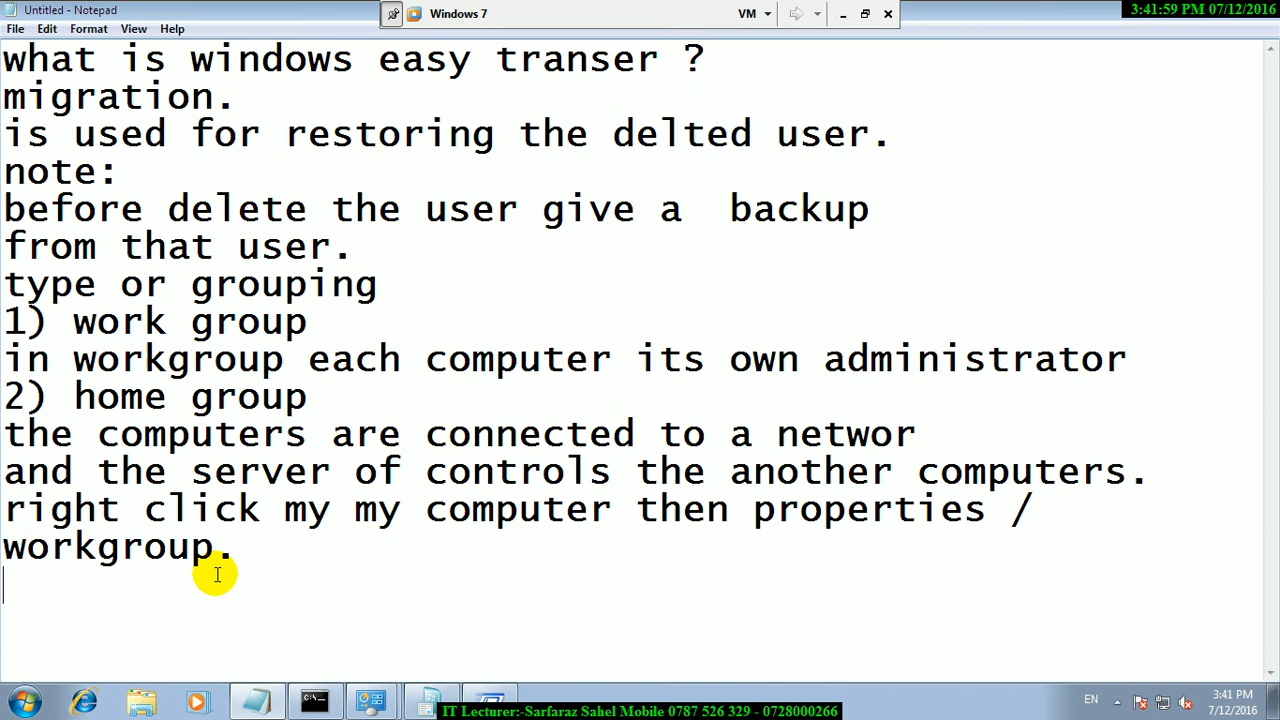 Untitled - Notepad
Windows 7
VM
3:41:59 PM 07/12/2016
File Edit Format View Help
what is windows easy transer ?
migration.
is used for restoring the delted user.
note:
before delete the user give a  backup
from that user.
type or grouping
1) work group
in workgroup each computer its own administrator
2) home group
the computers are connected to a networ
and the server of controls the another computers.
right click my my computer then properties /
workgroup.
EN
3:41 PM
7/12/2016
IT Lecturer:-Sarfaraz Sahel Mobile 0787 526 329 - 0728000266